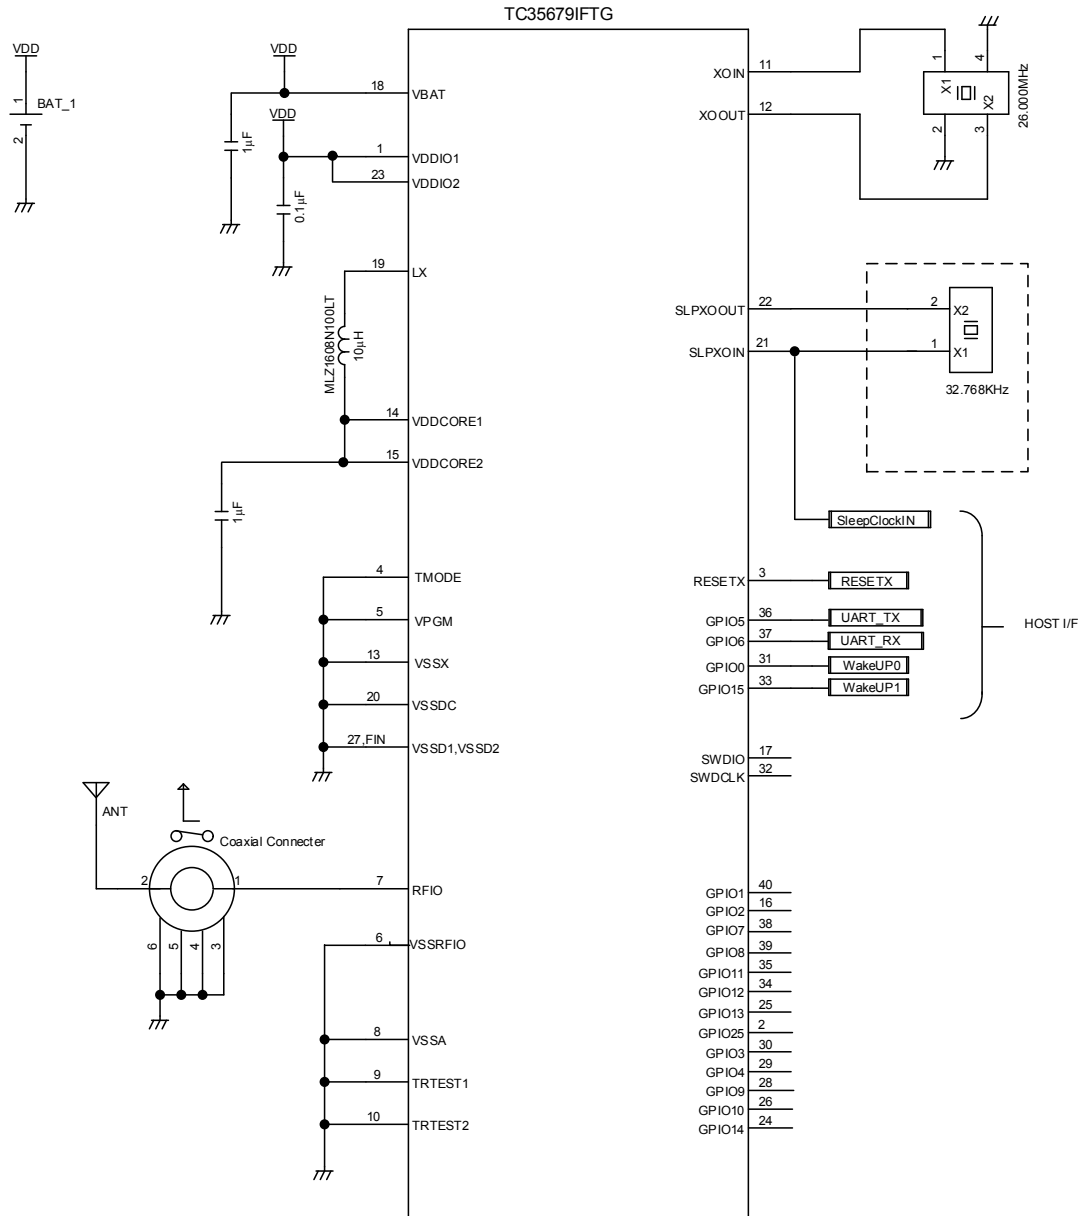 TC35679IFTG
VDD
1
BAT_1
2
VDD
18
VBAT
1µF
VDD
1
VDDIO1
23
VDDIO2
0.1µF
19
LX
MLZ1608N100LT
10µH
14
VDDCORE1
15
VDDCORE2
1µF
4
TMODE
5
VPGM
13
VSSX
20
VSSDC
27,FIN
VSSD1,VSSD2
ANT
Coaxial Connecter
2
1
7
RFIO
6
5
4
3
6
VSSRFIO
8
VSSA
9
TRTEST1
10
TRTEST2
XOIN
11
XOOUT
12
1
4
X1
X2
2
3
26.000MHz
SLPXOOUT
22
2
X2
SLPXOIN
21
1
X1
32.768KHz
SleepClockIN
RESETX
3
RESETX
GPIO5
36
UART_TX
GPIO6
37
UART_RX
GPIO0
31
WakeUP0
GPIO15
33
WakeUP1
HOST I/F
SWDIO
17
SWDCLK
32
GPIO1
40
GPIO2
16
GPIO7
38
GPIO8
39
GPIO11
35
GPIO12
34
GPIO13
25
GPIO25
2
GPIO3
30
GPIO4
29
GPIO9
28
GPIO10
26
GPIO14
24